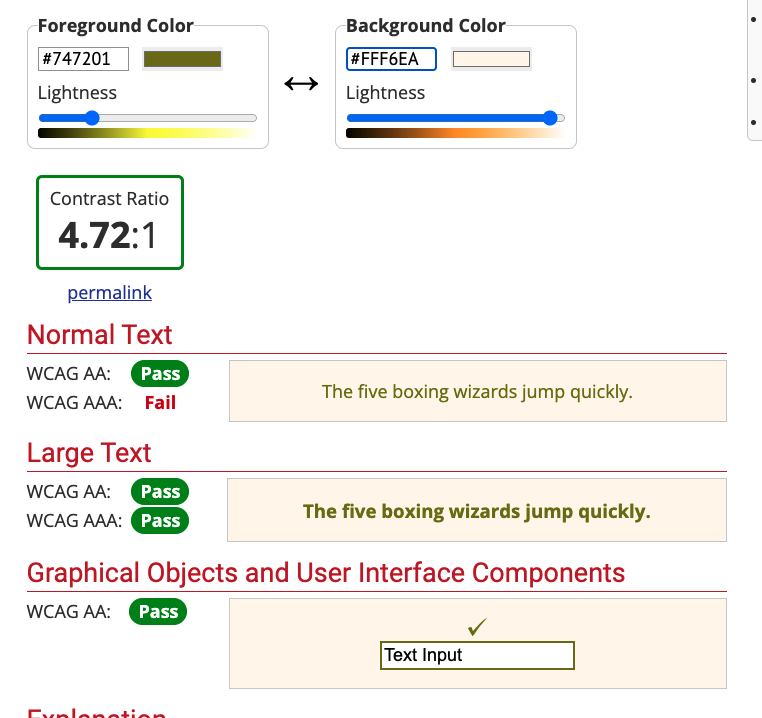 Foreground Color
Background Color
#747201
#FFF6EA
Lightness
Lightness
Contrast Ratio
4.72:1
permalink
Normal Text
WCAG AA: Pass
WCAG AAA: Fail
The five boxing wizards jump quickly.
Large Text
WCAG AA: Pass
WCAG AAA: Pass
The five boxing wizards jump quickly.
Graphical Objects and User Interface Components
WCAG AA: Pass
Text Input
Explanation